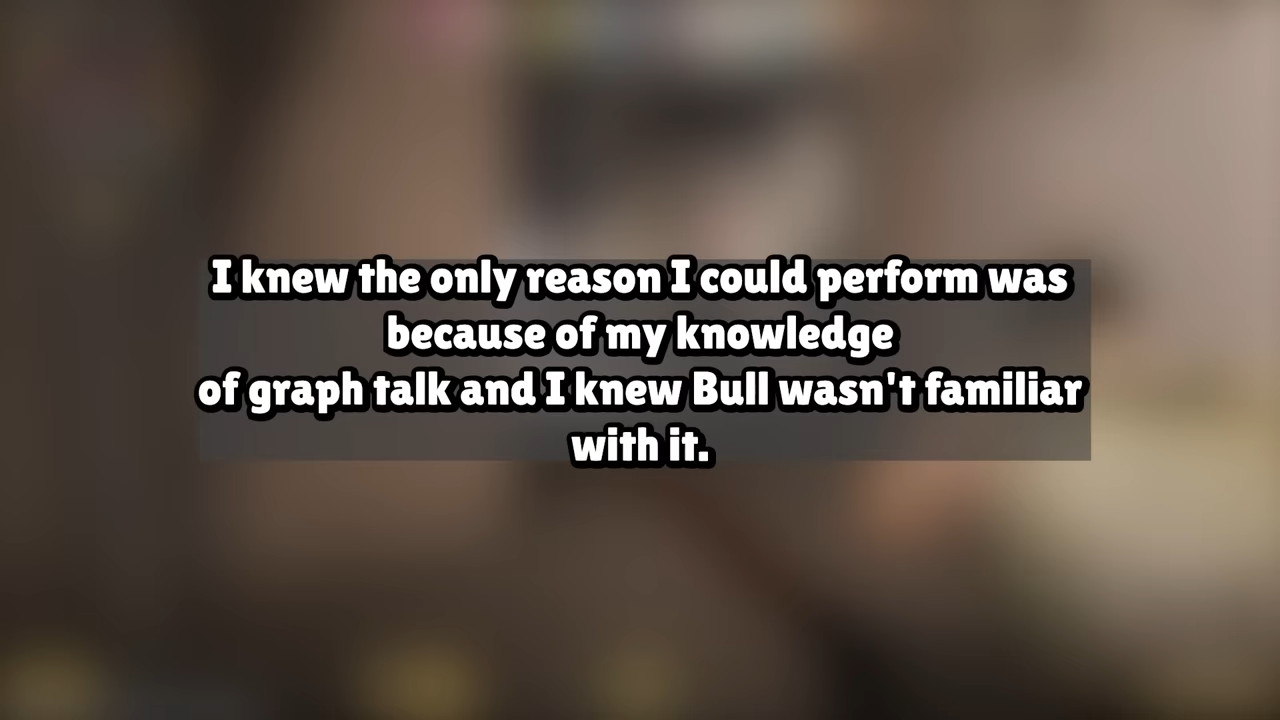 I knew the only reason I could perform was
because of my knowledge
of graph talk and I knew Bull wasn't familiar
with it.